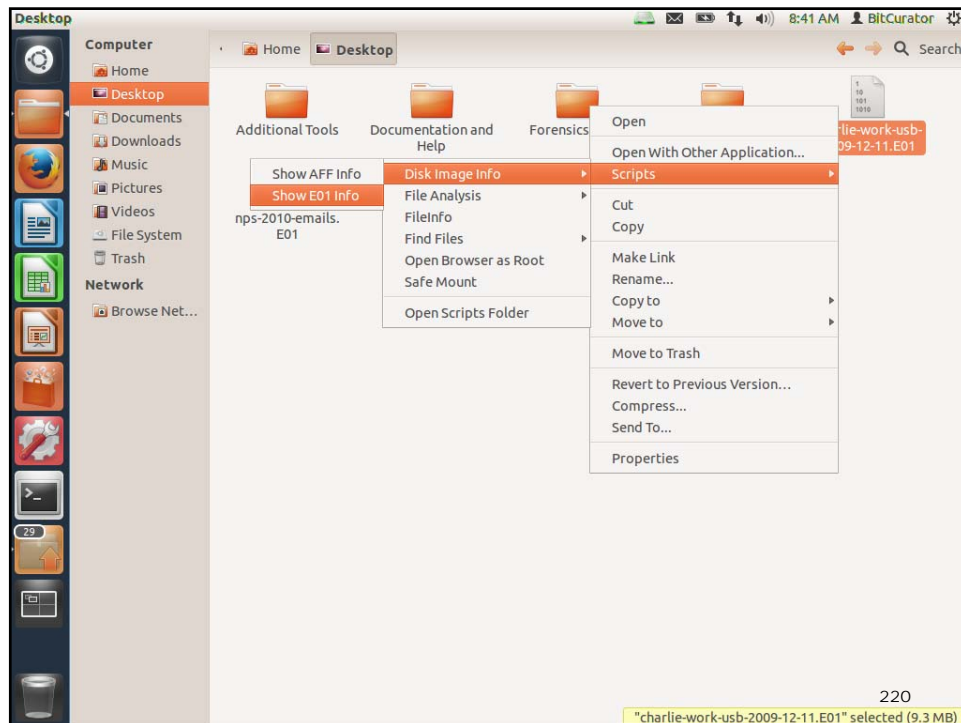 Desktop
8:41 AM BitCurator
Computer
Home
Desktop
Documents
Downloads
Music
Pictures
Videos
File System
Trash
Network
Browse Net...
Home Desktop
Search
Additional Tools
Documentation and
Help
Forensics
lie-work-usb-
09-12-11.E01
nps-2010-emails.
E01
Show AFF Info
Show E01 Info
Disk Image Info
File Analysis
FileInfo
Find Files
Open Browser as Root
Safe Mount
Open Scripts Folder
Open
Open With Other Application...
Scripts
Cut
Copy
Make Link
Rename...
Copy to
Move to
Move to Trash
Revert to Previous Version...
Compress...
Send To...
Properties
1
10
101
1010
29
220
"charlie-work-usb-2009-12-11.E01" selected (9.3 MB)